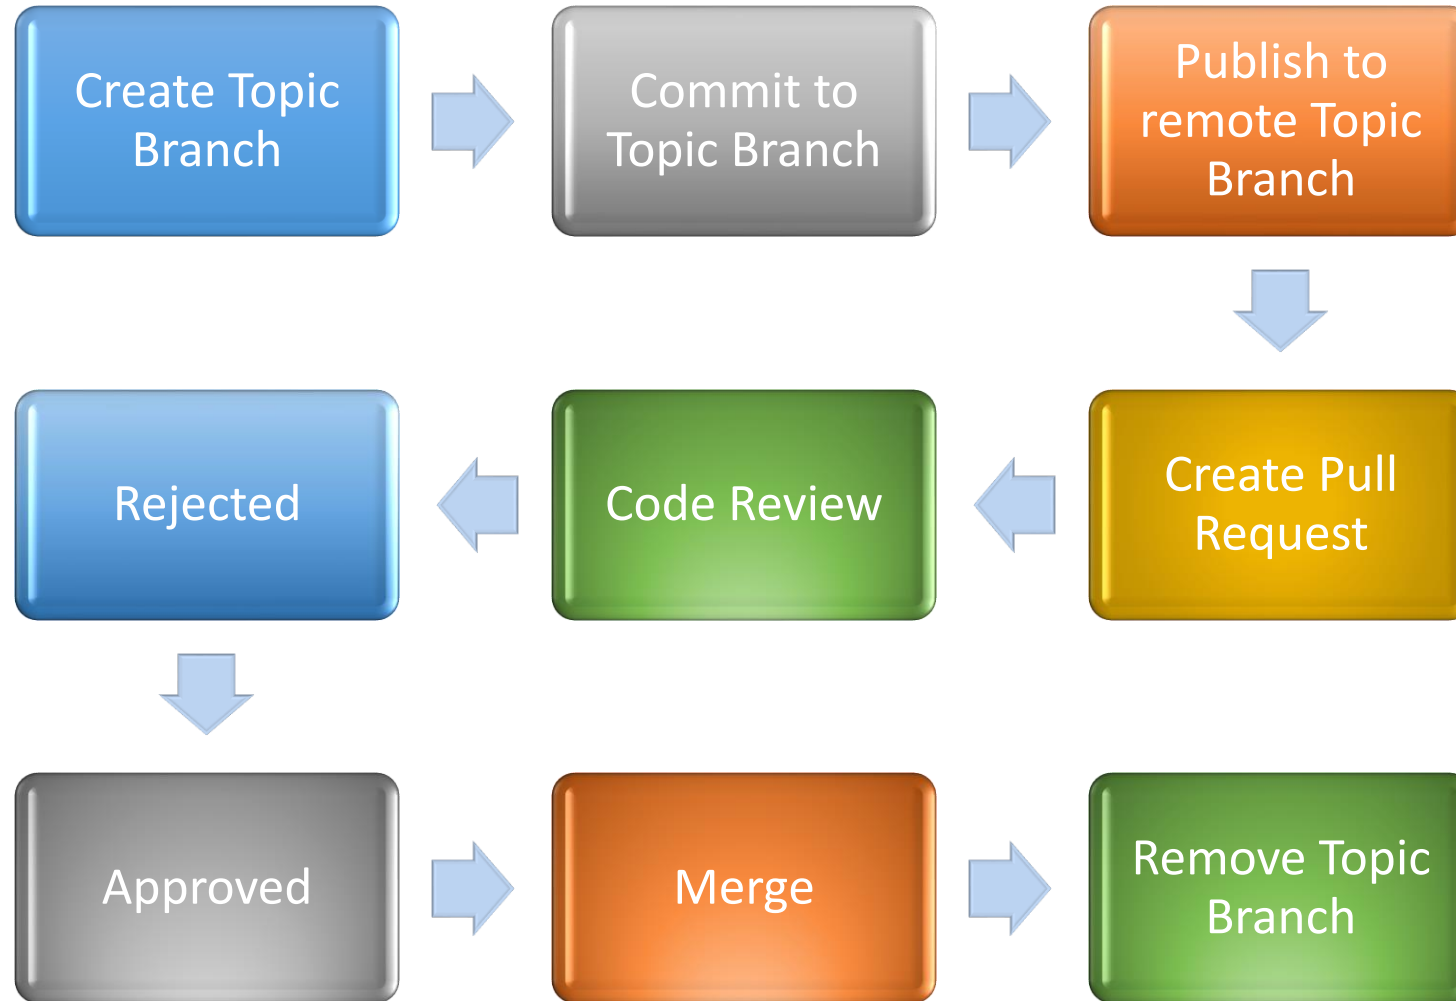 Create Topic
Branch
Commit to
Topic Branch
Publish to
remote Topic
Branch
Create Pull
Request
Code Review
Rejected
Approved
Merge
Remove Topic
Branch